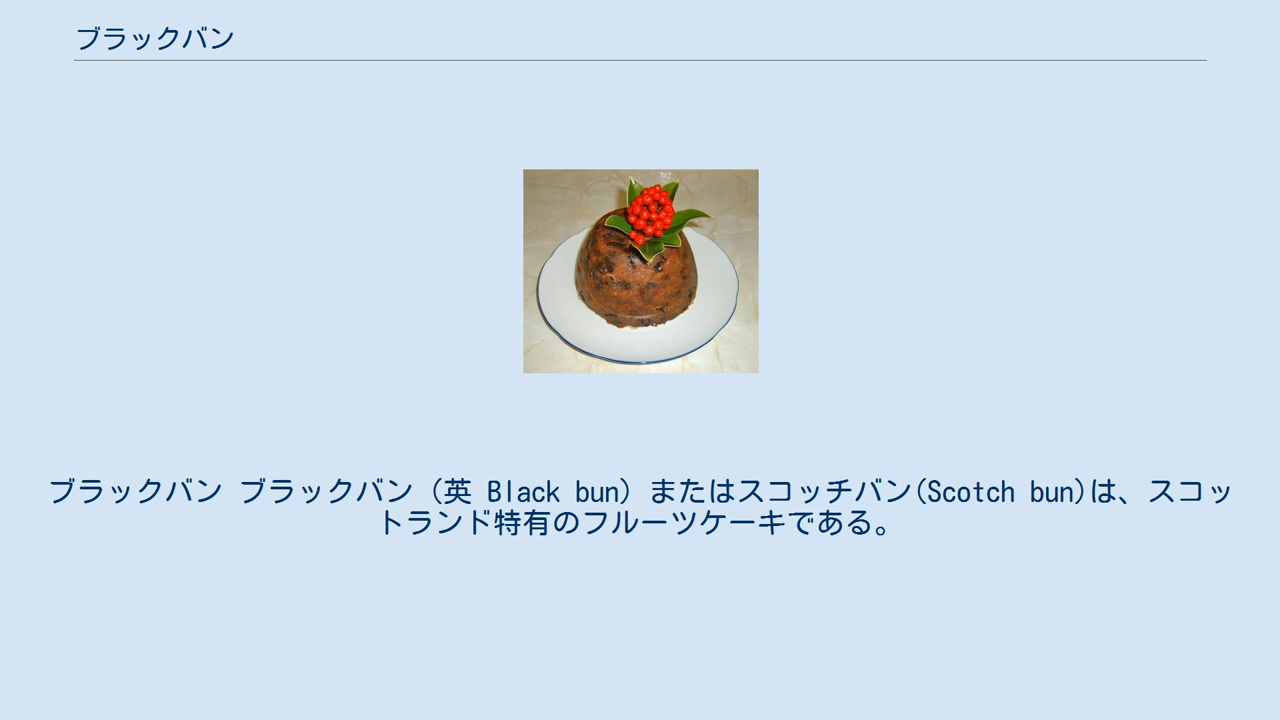 ブラックバン
ブラックバン ブラックバン（英 Black bun）またはスコッチバン(Scotch bun)は、スコッ
トランド特有のフルーツケーキである。